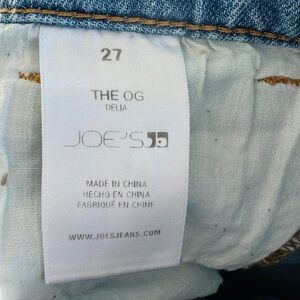 27
THE OG
DELIA
JOE'S
MADE IN CHINA
HECHO EN CHINA
FABRIQUÉ EN CHINE
WWW.JOESJEANS.COM